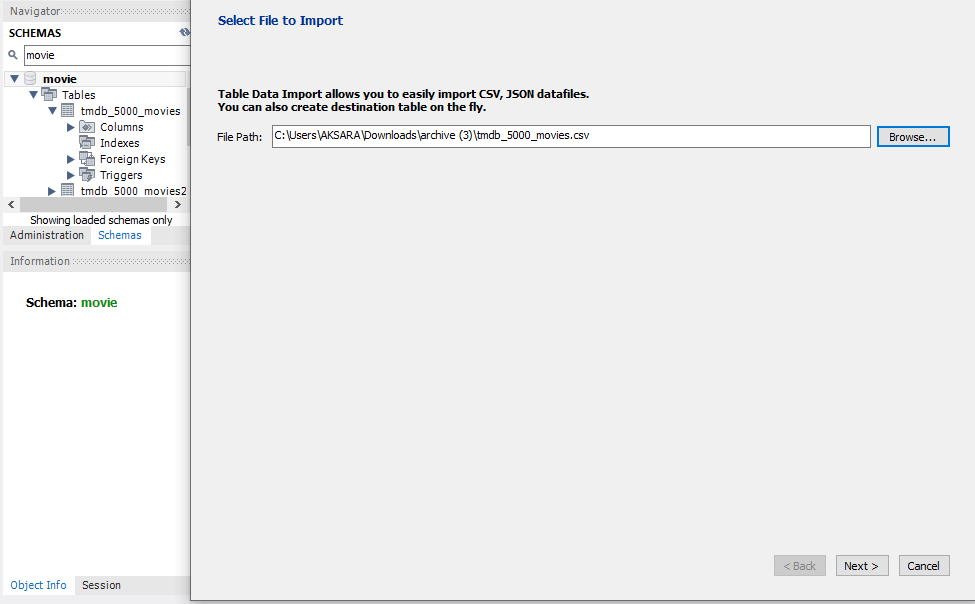 Navigator
SCHEMAS
movie
movie
Tables
tmdb_5000_movies
Columns
Indexes
Foreign Keys
Triggers
tmdb_5000_movies2
Showing loaded schemas only
Administration Schemas
Information
Schema: movie
Object Info Session
Select File to Import
Table Data Import allows you to easily import CSV, JSON datafiles.
You can also create destination table on the fly.
File Path: C:\Users\AKSARA\Downloads\archive (3)\tmdb_5000_movies.csv Browse...
< Back Next > Cancel